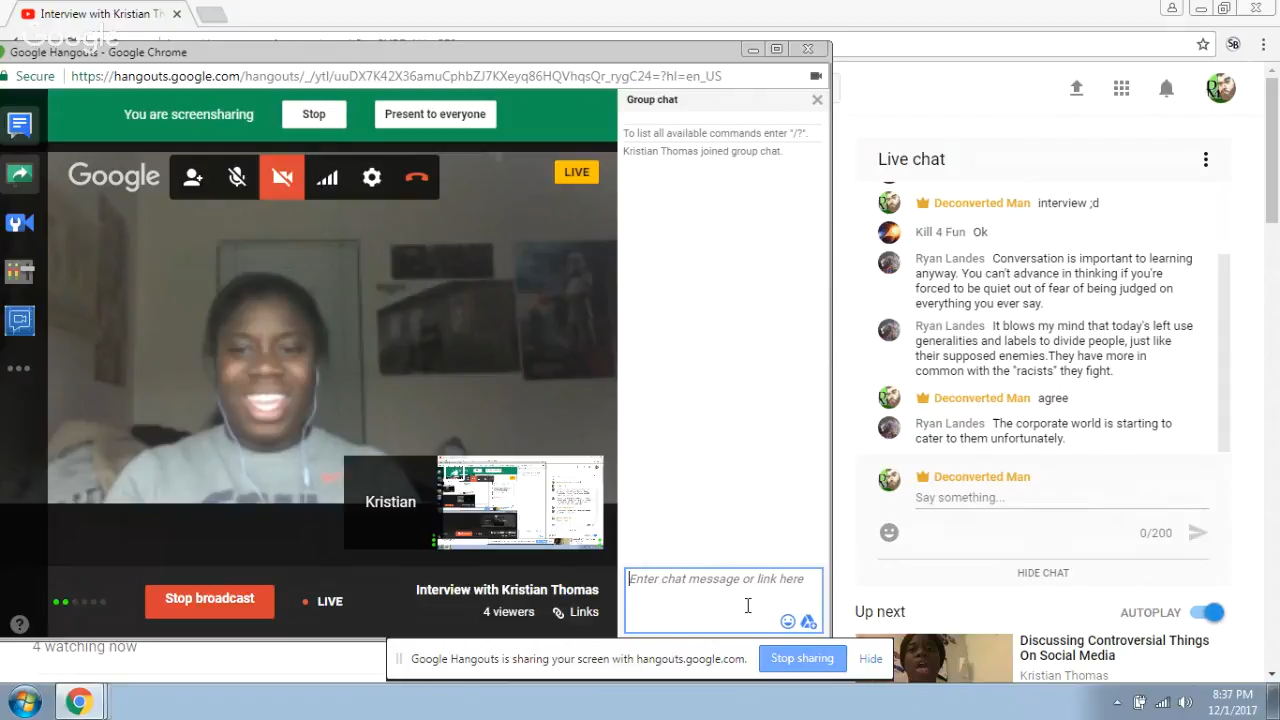 Interview with Kristian Th
Google
Google Hangouts - Google Chrome
Secure
https://hangouts.google.com/hangouts/_/ytl/uuDX7K42X36amuCphbZJ7KXeyq86HQVhqsQr_rygC24=?hl=en_US
You are screensharing
Stop
Present to everyone
Google
LIVE
Kristian
Stop broadcast
LIVE
Interview with Kristian Thomas
4 viewers
Links
Group chat
To list all available commands enter "/?".
Kristian Thomas joined group chat.
Enter chat message or link here
Live chat
Deconverted Man interview ;d
Kill 4 Fun Ok
Ryan Landes Conversation is important to learning
anyway. You can't advance in thinking if you're
forced to be quiet out of fear of being judged on
everything you ever say.
Ryan Landes It blows my mind that today's left use
generalities and labels to divide people, just like
their supposed enemies.They have more in
common with the "racists" they fight.
Deconverted Man agree
Ryan Landes The corporate world is starting to
cater to them unfortunately.
Deconverted Man
Say something...
0/200
HIDE CHAT
Up next
AUTOPLAY
Discussing Controversial Things
On Social Media
Kristian Thomas
4 watching now
Google Hangouts is sharing your screen with hangouts.google.com.
Stop sharing
Hide
8:37 PM
12/1/2017